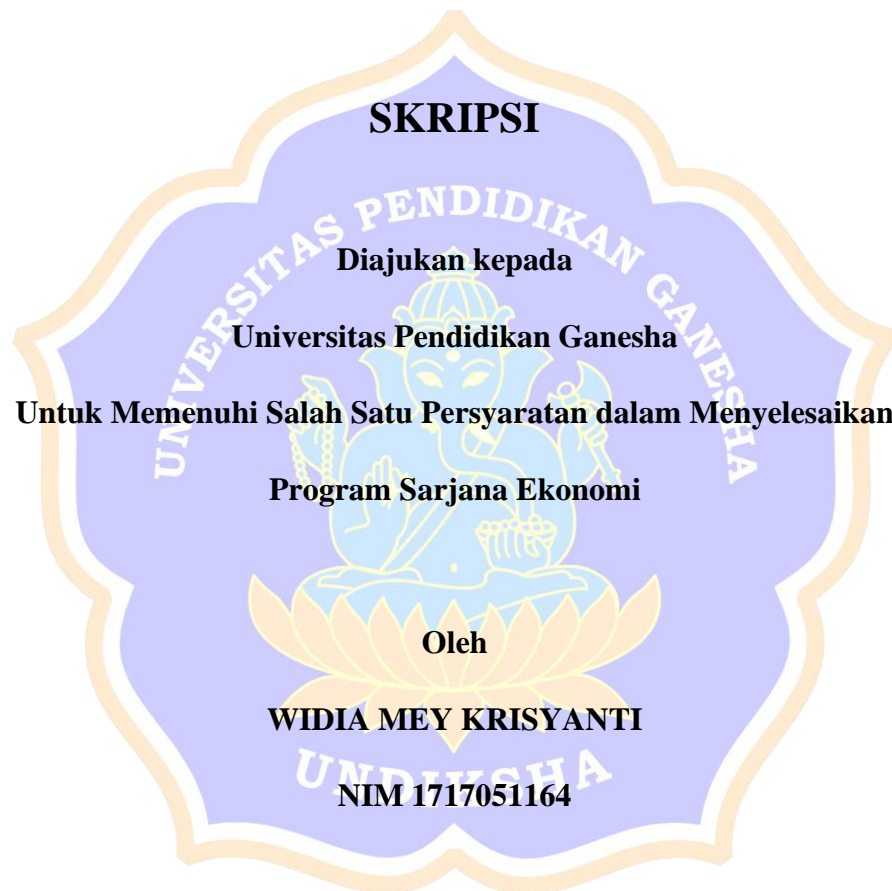 SKRIPSI
UNIVERSITAS PENDIDIKAN GANESHA
Diajukan kepada
Universitas Pendidikan Ganesha
Untuk Memenuhi Salah Satu Persyaratan dalam Menyelesaikan
Program Sarjana Ekonomi
Oleh
WIDIA MEY KRISYANTI
UNDIKSHA
NIM 1717051164